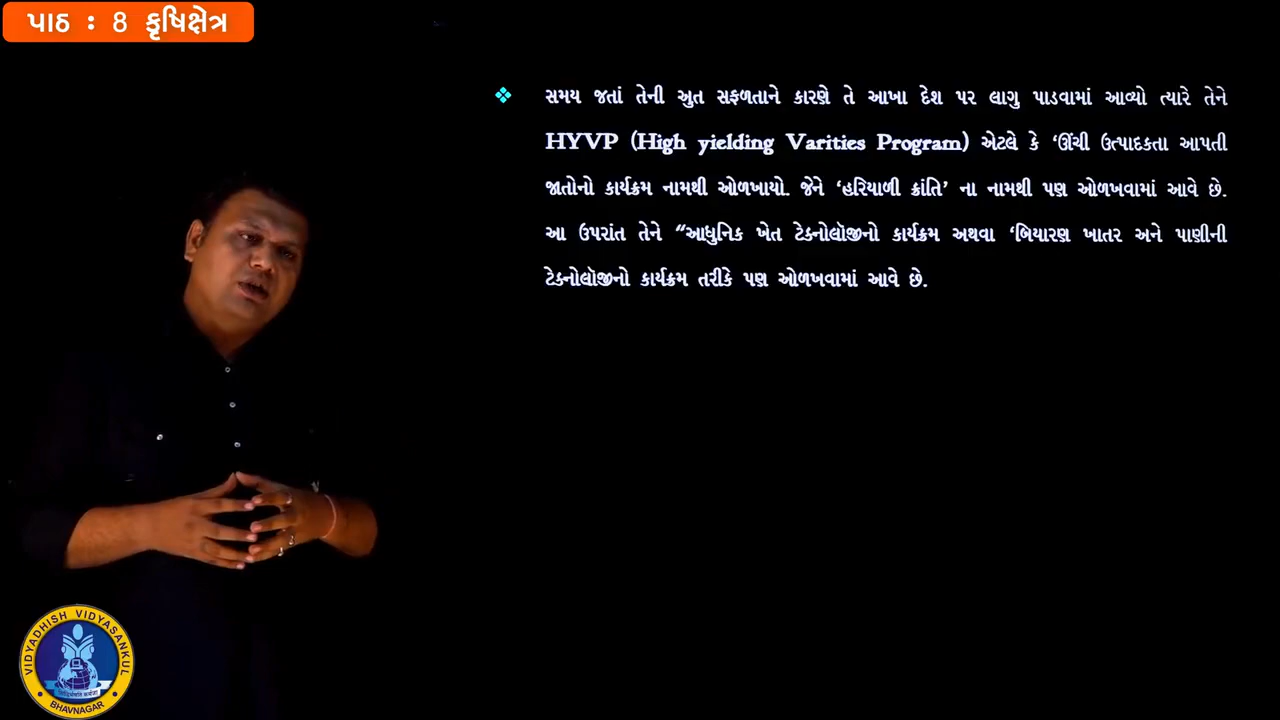 પાઠ : 8 કૃષિક્ષેત્ર
❖ સમય જતાં તેની શ્રુત સફળતાને કારણે તે આખા દેશ પર લાગુ પાડવામાં આવ્યો ત્યારે તેને
HYVP (High yielding Varities Program) એટલે કે ‘ઊંચી ઉત્પાદકતા આપતી
જાતોનો કાર્યક્રમ નામથી ઓળખાયો. જેને ‘હરિયાળી ક્રાંતિ’ ના નામથી પણ ઓળખવામાં આવે છે.
આ ઉપરાંત તેને “આધુનિક ખેત ટેકનોલૉજીનો કાર્યક્રમ અથવા ‘બિયારણ ખાતર અને પાણીની
ટેકનોલૉજીનો કાર્યક્રમ તરીકે પણ ઓળખવામાં આવે છે.
VIDYADHISH VIDYASANKUL
BHAVNAGAR